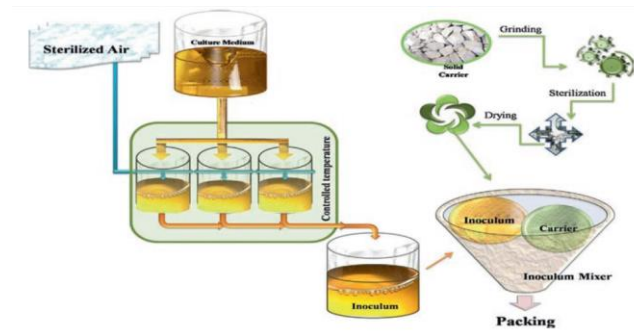 Sterilized Air
Culture Medium
Solid
Carrier
Grinding
Sterilization
Drying
Controlled temperature
Inoculum
Inoculum
Carrier
Inoculum Mixer
Packing